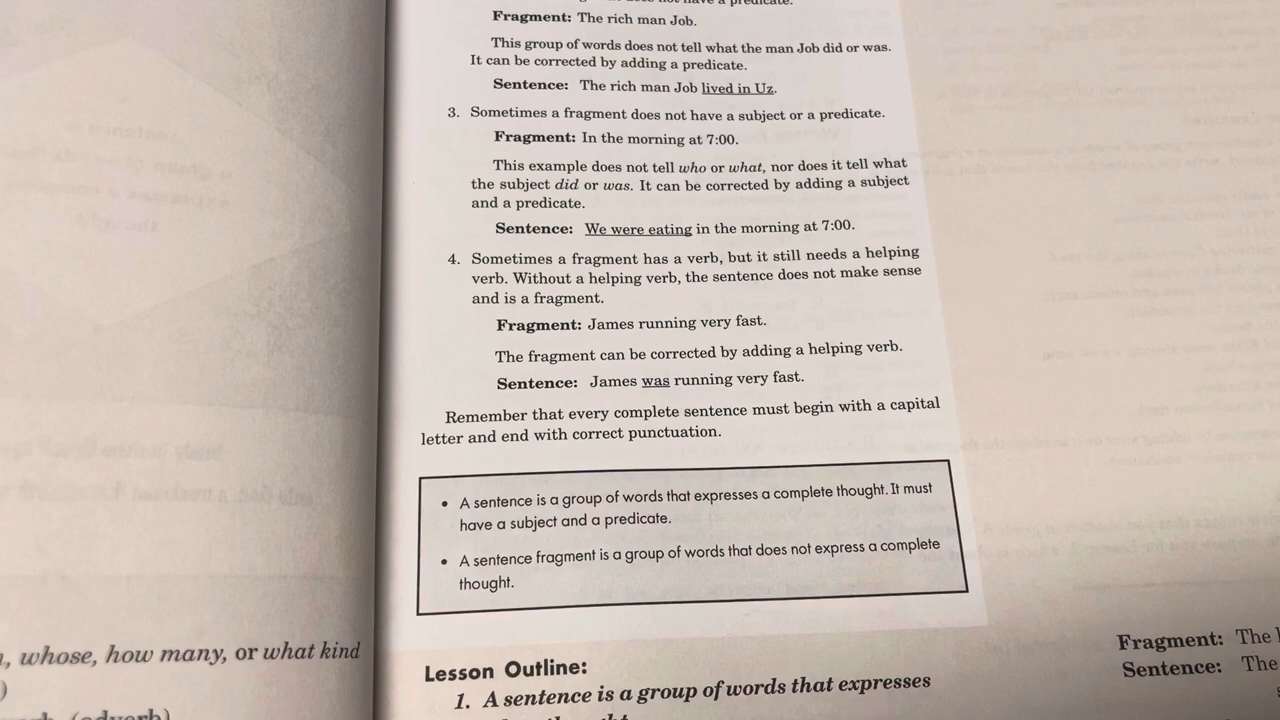 Fragment: The rich man Job.
This group of words does not tell what the man Job did or was.
It can be corrected by adding a predicate.
Sentence: The rich man Job lived in Uz.
3. Sometimes a fragment does not have a subject or a predicate.
Fragment: In the morning at 7:00.
This example does not tell who or what, nor does it tell what
the subject did or was. It can be corrected by adding a subject
and a predicate.
Sentence: We were eating in the morning at 7:00.
4. Sometimes a fragment has a verb, but it still needs a helping
verb. Without a helping verb, the sentence does not make sense
and is a fragment.
Fragment: James running very fast.
The fragment can be corrected by adding a helping verb.
Sentence: James was running very fast.
Remember that every complete sentence must begin with a capital
letter and end with correct punctuation.
• A sentence is a group of words that expresses a complete thought. It must
have a subject and a predicate.
• A sentence fragment is a group of words that does not express a complete
thought.
Lesson Outline:
1. A sentence is a group of words that expresses
whose, how many, or what kind
(adverb)
Fragment: The
Sentence: The